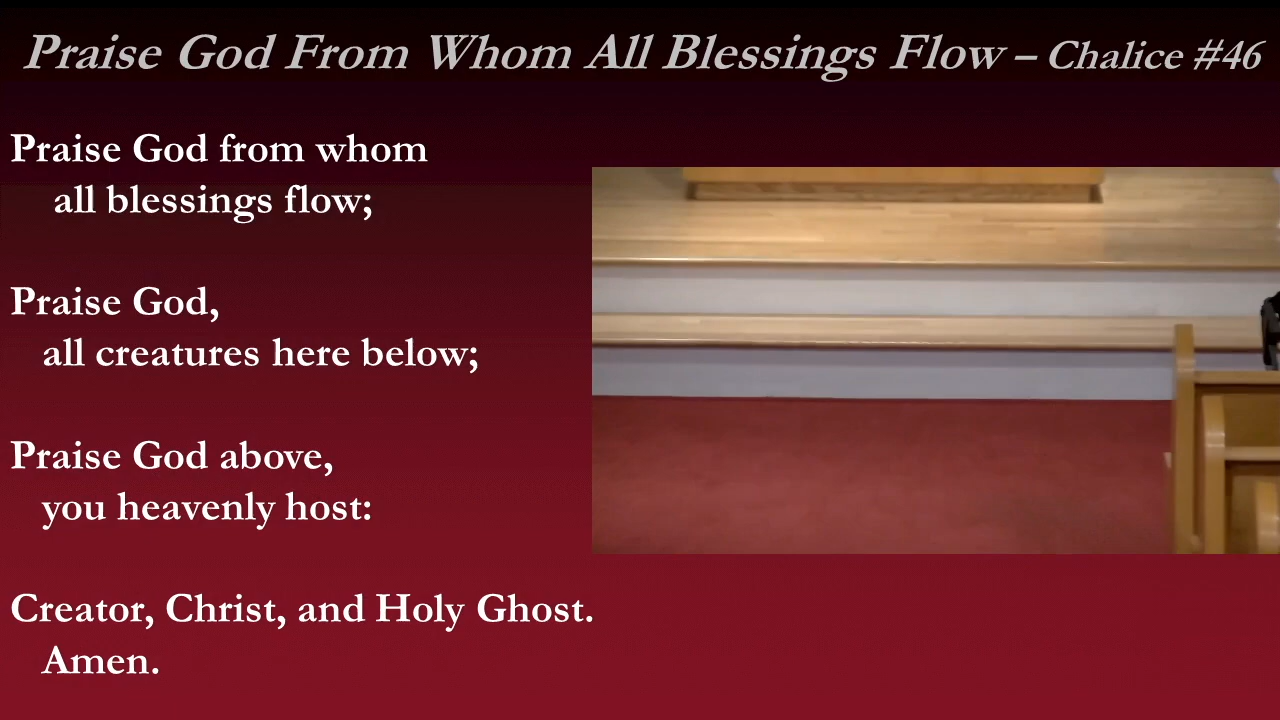 Praise God From Whom All Blessings Flow – Chalice #46
Praise God from whom
all blessings flow;
Praise God,
all creatures here below;
Praise God above,
you heavenly host:
Creator, Christ, and Holy Ghost.
Amen.